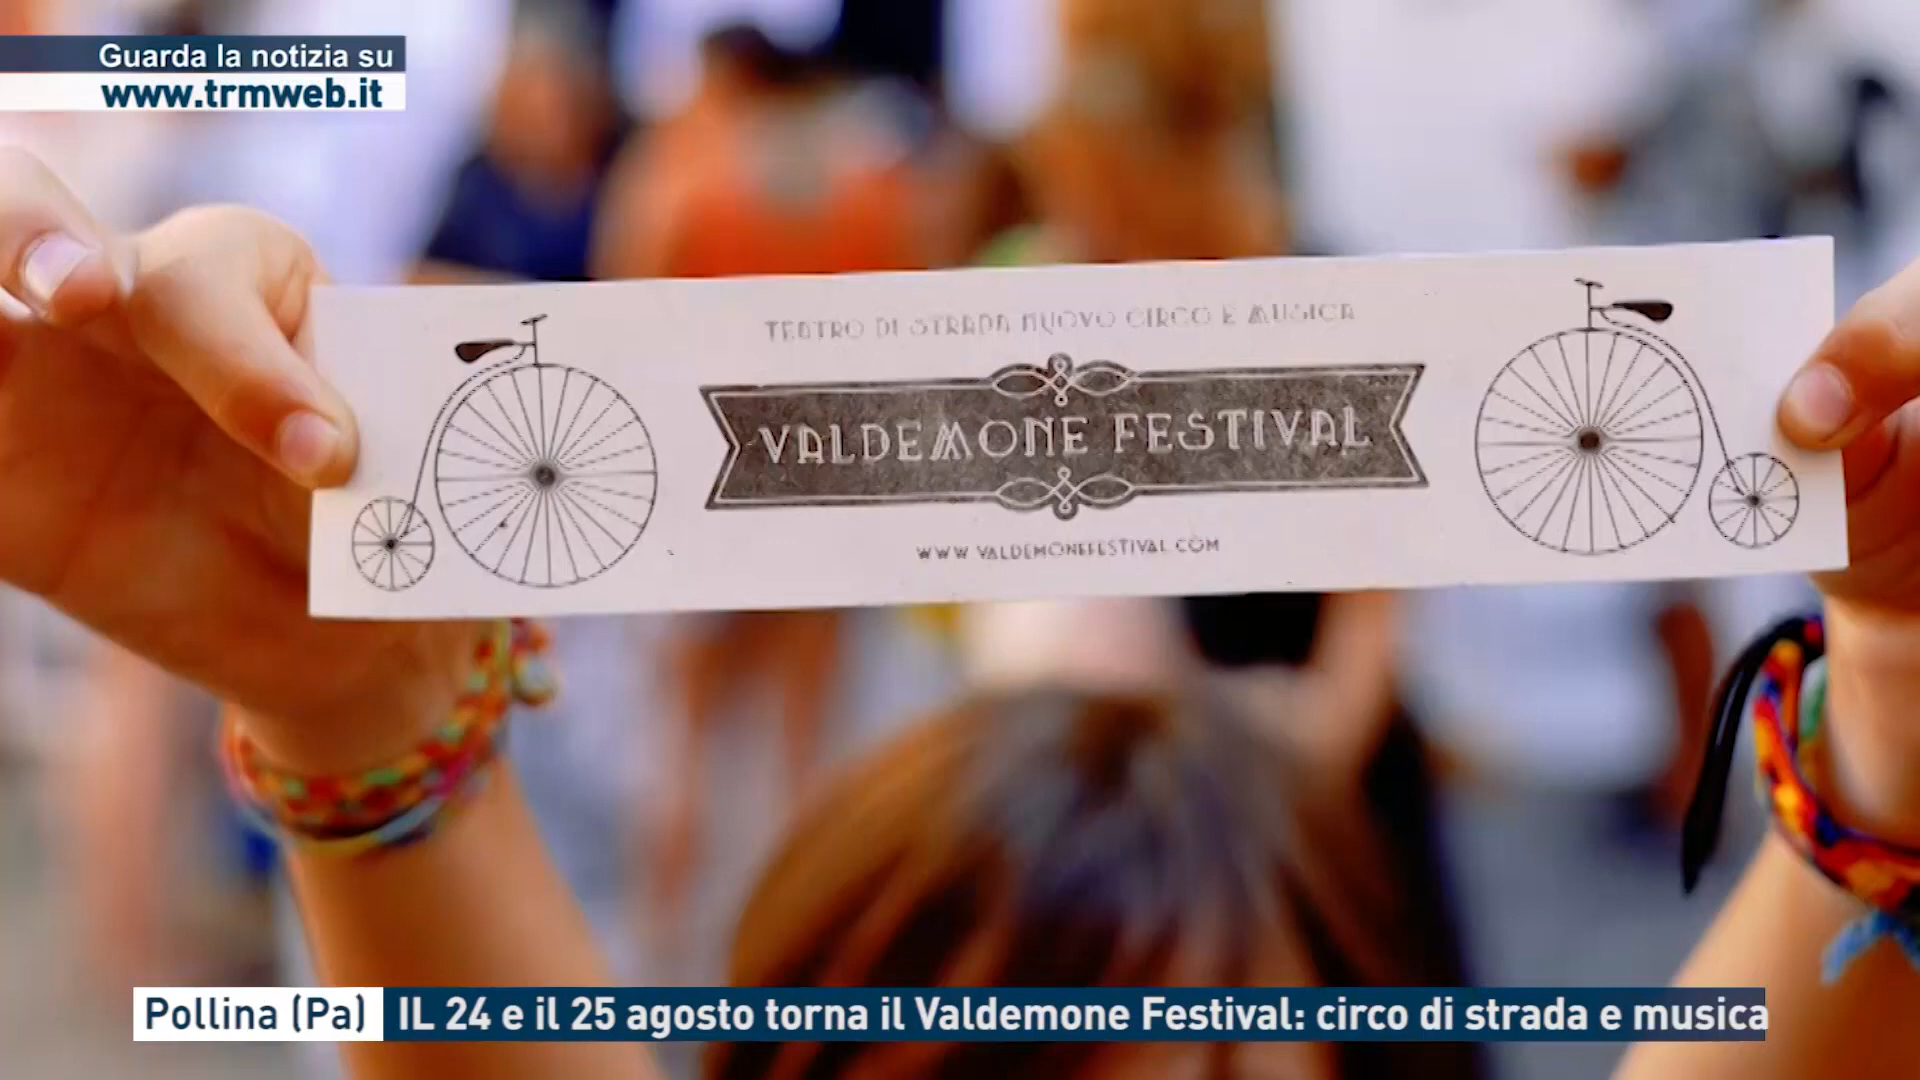 Guarda la notizia su
www.trmweb.it
TEATRO DI STRADA NUOVO CIRCO E MUSICA
VALDEMONE FESTIVAL
WWW VALDEMONEFESTIVAL.COM
Pollina (Pa) IL 24 e il 25 agosto torna il Valdemone Festival: circo di strada e musica